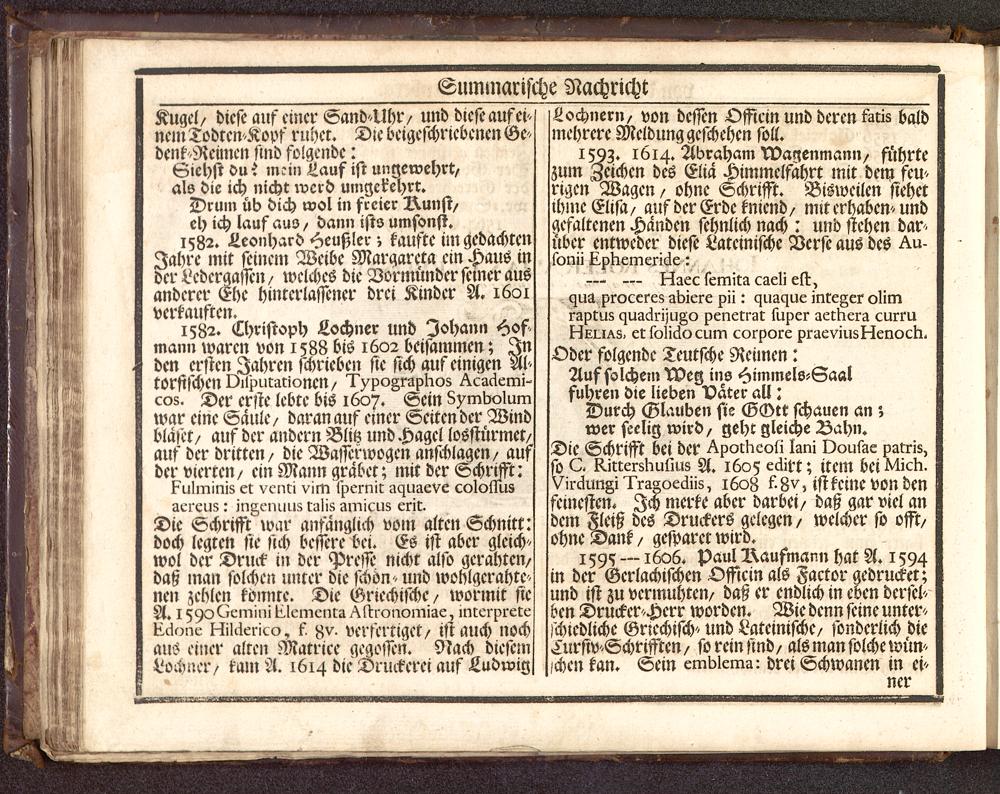 Summarische Nachricht
Kugel/ diese auf einer Sand-Uhr/ und diese auf ei-
nem Todten-Kopf ruhet. Die beigeschriebenen Ge-
denk-Reimen sind folgende:
Siehst du? mein Lauf ist ungewehrt,
als die ich nicht werd umgekehrt.
Drum üb dich wol in freier Kunst,
eh ich lauf aus, dann ists umsonst.
1582. Leonhard Heußler; kaufte im gedachten
Jahre mit seinem Weibe Margareta ein Haus in
der Ledergassen/ welches die Vormünder seiner aus
anderer Ehe hinterlassener drei Kinder A. 1601
verkauften.
1582. Christoph Lochner und Johann Hof-
mann waren von 1588 bis 1602 beisammen; In
den ersten Jahren schrieben sie sich auf einigen Al-
torfischen Disputationen/ Typographos Academi-
cos. Der erste lebte bis 1607. Sein Symbolum
war eine Säule/ daran auf einer Seiten der Wind
bläset/ auf der andern Blitz und Hagel losstürmet/
auf der dritten/ die Wasserwogen anschlagen/ auf
der vierten/ ein Mann gräbet; mit der Schrifft:
Fulminis et venti vim spernit aquaeve colossus
aereus: ingenuus talis amicus erit.
Die Schrifft war anfänglich vom alten Schnitt:
doch legten sie sich bessere bei. Es ist aber gleich-
wol der Druck in der Presse nicht also gerahten/
daß man solchen unter die schön- und wohlgerahte-
nen zehlen könnte. Die Griechische/ wormit sie
A. 1590 Gemini Elementa Astronomiae, interprete
Edone Hilderico, f. 8v. verfertiget/ ist auch noch
aus einer alten Matrice gegossen. Nach diesem
Lochner/ kam A. 1614 die Druckerei auf Ludwig
Lochnern/ von dessen Officin und deren fatis bald
mehrere Meldung geschehen soll.
1593. 1614. Abraham Wagenmann/ führte
zum Zeichen des Eliä Himmelfahrt mit dem feu-
rigen Wagen/ ohne Schrifft. Bisweilen siehet
ihme Elisa/ auf der Erde kniend/ mit erhaben- und
gefaltenen Händen sehnlich nach: und stehen dar-
über entweder diese Lateinische Verse aus des Au-
sonii Ephemeride:
--- --- Haec semita caeli est,
qua proceres abiere pii: quaque integer olim
raptus quadrijugo penetrat super aethera curru
HELIAS, et solido cum corpore praevius Henoch.
Oder folgende Teutsche Reimen:
Auf solchem Weg ins Himmels-Saal
fuhren die lieben Väter all:
Durch Glauben sie GOtt schauen an;
wer seelig wird, geht gleiche Bahn.
Die Schrifft bei der Apotheosi Iani Dousae patris,
so C. Rittershusius A. 1605 edirt; item bei Mich.
Virdungi Tragoediis, 1608 f. 8v, ist keine von den
feinesten. Ich merke aber darbei/ daß gar viel an
dem Fleiß des Druckers gelegen/ welcher so offt/
ohne Dank/ gesparet wird.
1595 --- 1606. Paul Kaufmann hat A. 1594
in der Gerlachischen Officin als Factor gedrucket;
und ist zu vermuhten/ daß er endlich in eben dersel-
ben Drucker-Herr worden. Wie denn seine unter-
schiedliche Griechisch- und Lateinische/ sonderlich die
Cursiv-Schrifften/ so rein sind/ als man solche wün-
schen kan. Sein emblema: drei Schwanen in ei-
ner